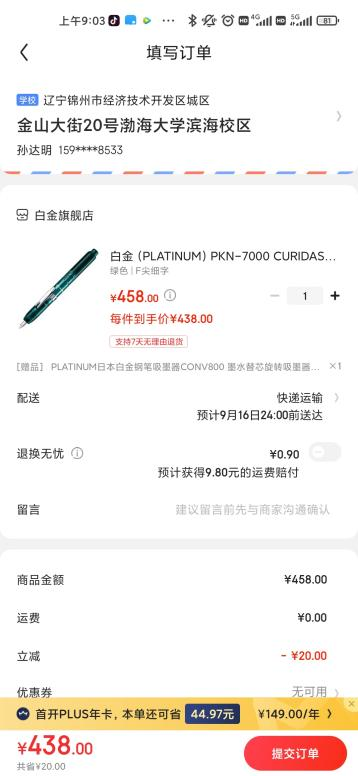 上午9:03 ... HD 4G HD 5G 81
填写订单
学校 辽宁锦州市经济技术开发区城区
金山大街20号渤海大学滨海校区
孙达明 159****8533
白金旗舰店
白金 (PLATINUM) PKN-7000 CURIDAS...
绿色 | F尖细字
¥458.00
1
每件到手价¥438.00
支持7天无理由退货
[赠品] PLATINUM日本白金钢笔吸墨器CONV800 墨水替芯旋转吸墨器... ×1
配送 快递运输
预计9月16日24:00前送达
退换无忧 ¥0.90
预计获得9.80元的运费赔付
留言 建议留言前先与商家沟通确认
商品金额 ¥458.00
运费 ¥0.00
立减 - ¥20.00
优惠券 无可用
首开PLUS年卡，本单还可省 44.97元 ¥149.00/年
¥438.00
共省¥20.00
提交订单